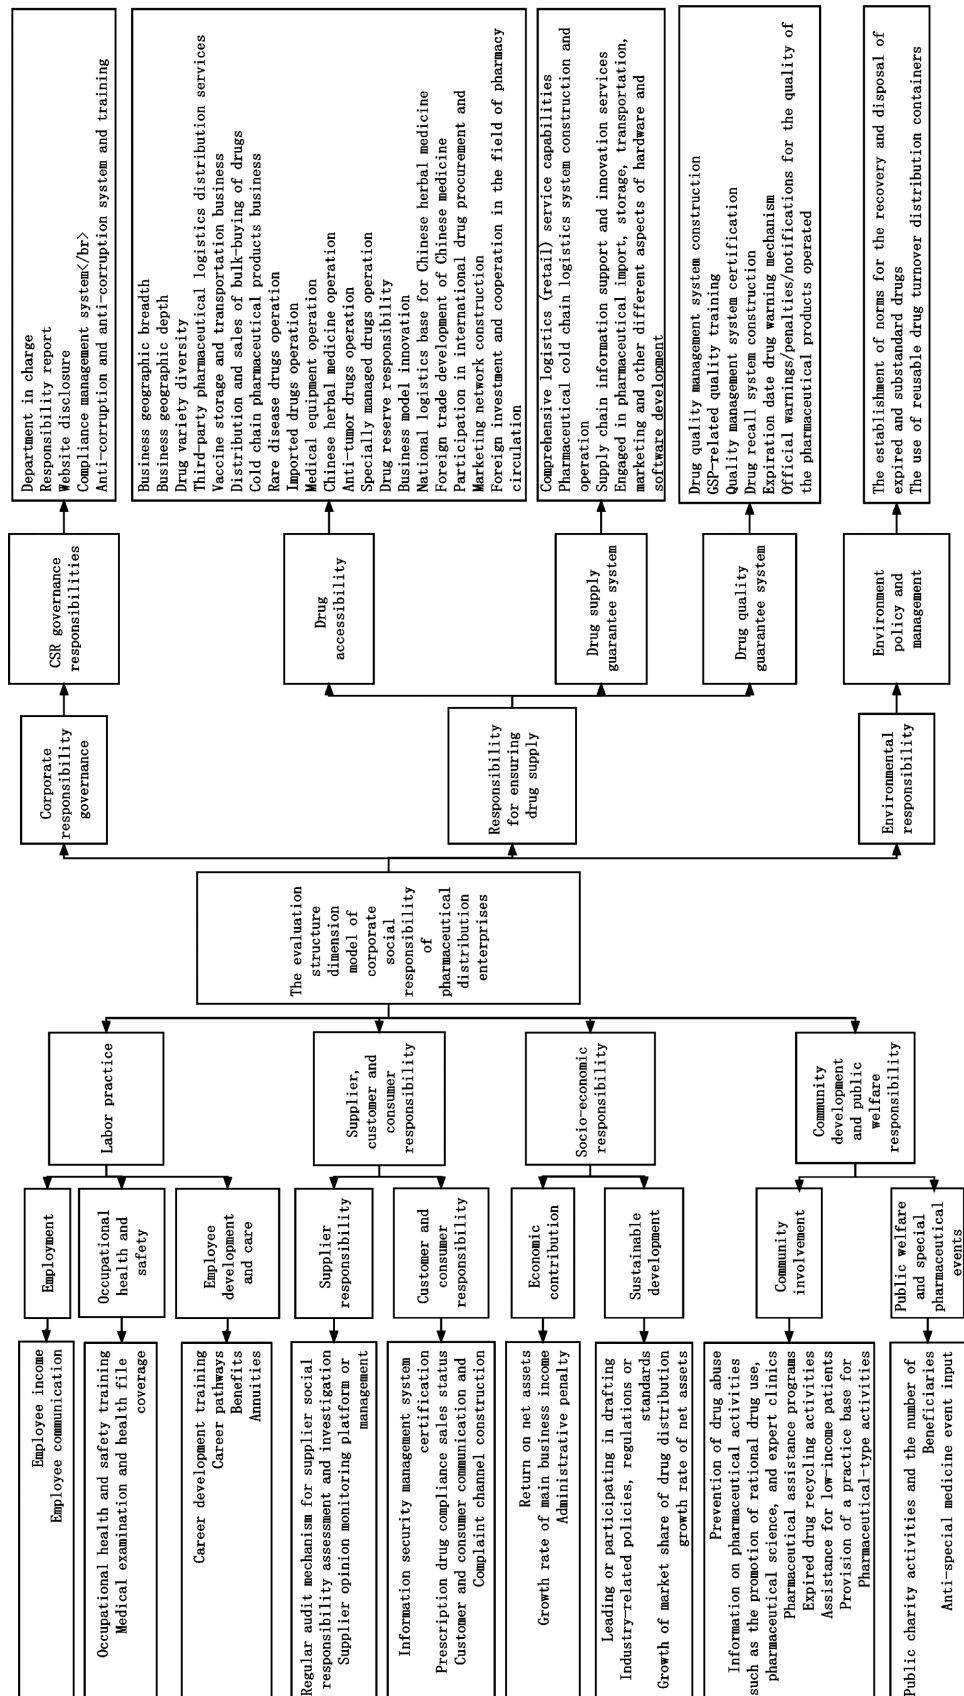 The evaluation
structure
dimension
model of
corporate
social
responsibility
of
pharmaceutical
distribution
enterprises
Labor practice
Employment
Employee income
Employee communication
Occupational
health and
safety
Occupational health and safety training
Medical examination and health file
coverage
Employee
development
and care
Career development training
Career pathways
Benefits
Annuities
Supplier,
customer and
consumer
responsibility
Supplier
responsibility
Regular audit mechanism for supplier social
responsibility assessment and investigation
Supplier opinion monitoring platform or
management
Customer and
consumer
responsibility
Information security management system
certification
Prescription drug compliance sales status
Customer and consumer communication and
Complaint channel construction
Socio-economic
responsibility
Economic
contribution
Return on net assets
Growth rate of main business income
Administrative penalty
Sustainable
development
Leading or participating in drafting
Industry-related policies, regulations or
standards
Growth of market share of drug distribution
growth rate of net assets
Community
development
and public
welfare
responsibility
Community
involvement
Prevention of drug abuse
Information on pharmaceutical activities
such as the promotion of rational drug use,
pharmaceutical science, and expert clinics
Pharmaceutical assistance programs
Expired drug recycling activities
Assistance for low-income patients
Provision of a practice base for
Pharmaceutical-type activities
Public welfare
and special
pharmaceutical
events
Public charity activities and the number of
Beneficiaries
Anti-special medicine event input
Corporate
responsibility
governance
CSR governance
responsibilities
Department in charge
Responsibility report
Website disclosure
Compliance management system</br>
Anti-corruption and anti-corruption system and training
Responsibility
for ensuring
drug supply
Drug
accessibility
Business geographic breadth
Business geographic depth
Drug variety diversity
Third-party pharmaceutical logistics distribution services
Vaccine storage and transportation business
Distribution and sales of bulk-buying of drugs
Cold chain pharmaceutical products business
Rare disease drugs operation
Imported drugs operation
Medical equipment operation
Chinese herbal medicine operation
Anti-tumor drugs operation
Specially managed drugs operation
Drug reserve responsibility
Business model innovation
National logistics base for Chinese herbal medicine
Foreign trade development of Chinese medicine
Participation in international drug procurement and
Marketing network construction
Foreign investment and cooperation in the field of pharmacy
circulation
Drug supply
guarantee system
Comprehensive logistics (retail) service capabilities
Pharmaceutical cold chain logistics system construction and
operation
Supply chain information support and innovation services
Engaged in pharmaceutical import, storage, transportation,
marketing and other different aspects of hardware and
software development
Drug quality
guarantee system
Drug quality management system construction
GSP-related quality training
Quality management system certification
Drug recall system construction
Expiration date drug warning mechanism
Official warnings/penalties/notifications for the quality of
the pharmaceutical products operated
Environmental
responsibility
Environment
policy and
management
The establishment of norms for the recovery and disposal of
expired and substandard drugs
The use of reusable drug turnover distribution containers